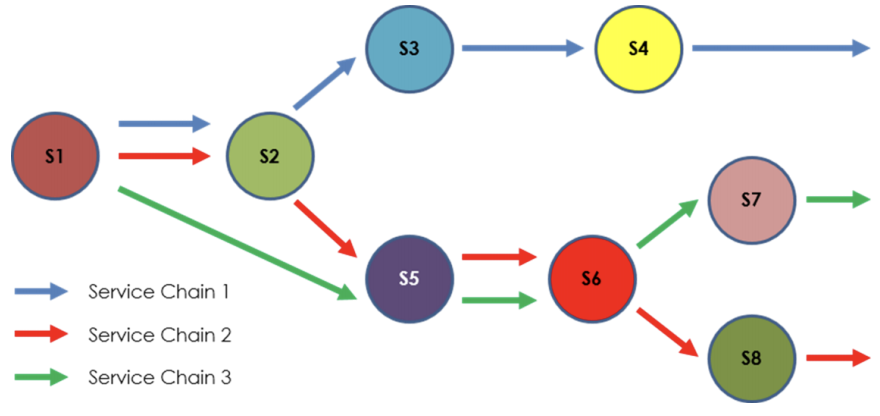 S3
S4
S1
S2
S7
S5
S6
Service Chain 1
Service Chain 2
S8
Service Chain 3